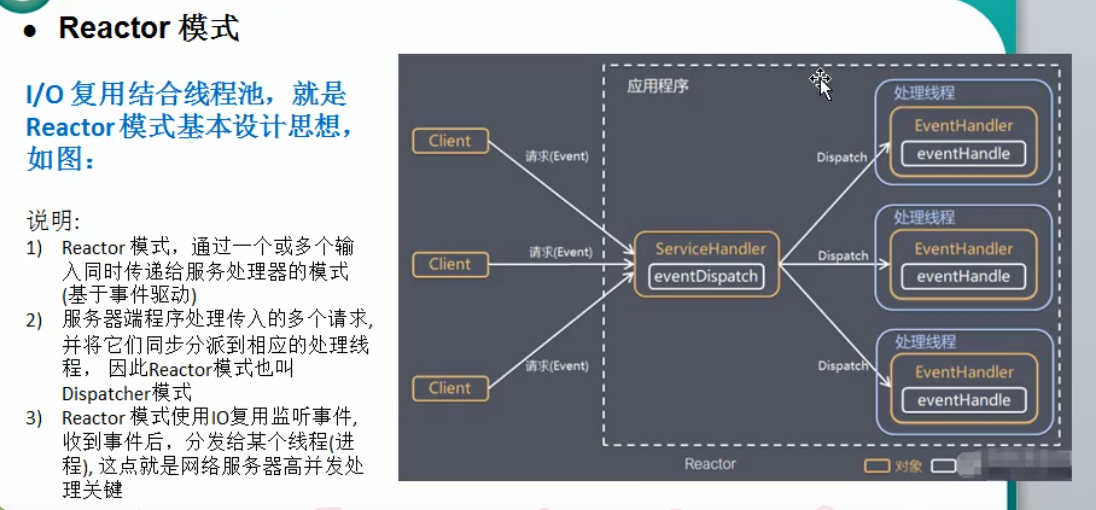 ● Reactor 模式
I/O 复用结合线程池，就是
Reactor 模式基本设计思想，
如图：
说明:
1) Reactor 模式，通过一个或多个输
入同时传递给服务处理器的模式
(基于事件驱动)
2) 服务器端程序处理传入的多个请求,
并将它们同步分派到相应的处理线
程， 因此Reactor模式也叫
Dispatcher模式
3) Reactor 模式使用IO复用监听事件,
收到事件后，分发给某个线程(进
程), 这点就是网络服务器高并发处
理关键
应用程序
Client
请求(Event)
Client
请求(Event)
Client
请求(Event)
ServiceHandler
eventDispatch
Dispatch
Dispatch
Dispatch
处理线程
EventHandler
eventHandle
处理线程
EventHandler
eventHandle
处理线程
EventHandler
eventHandle
Reactor
对象